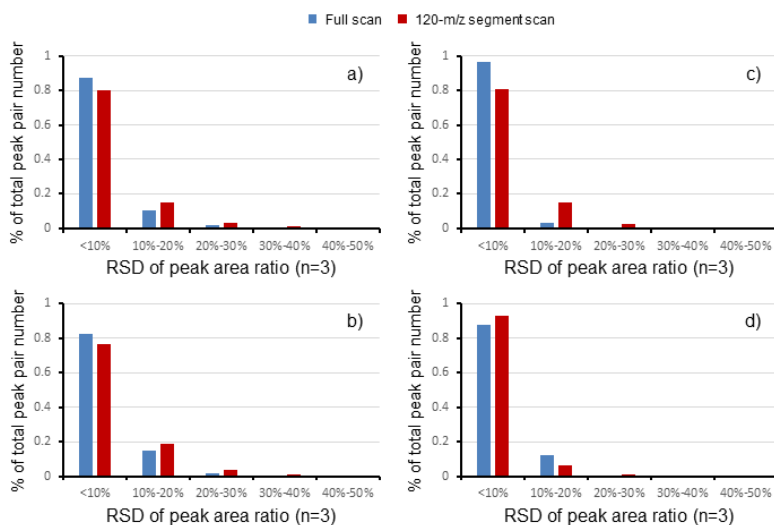 Full scan 120-m/z segment scan
% of total peak pair number
1
0.8
0.6
0.4
0.2
0
a)
<10% 10%-20% 20%-30% 30%-40% 40%-50%
RSD of peak area ratio (n=3)
% of total peak pair number
1
0.8
0.6
0.4
0.2
0
c)
<10% 10%-20% 20%-30% 30%-40% 40%-50%
RSD of peak area ratio (n=3)
% of total peak pair number
1
0.8
0.6
0.4
0.2
0
b)
<10% 10%-20% 20%-30% 30%-40% 40%-50%
RSD of peak area ratio (n=3)
% of total peak pair number
1
0.8
0.6
0.4
0.2
0
d)
<10% 10%-20% 20%-30% 30%-40% 40%-50%
RSD of peak area ratio (n=3)